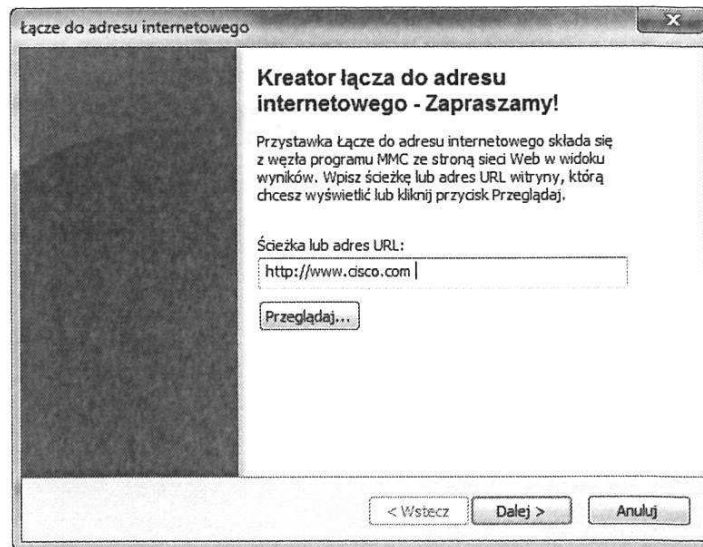 Łącze do adresu internetowego
Kreator łącza do adresu
internetowego - Zapraszamy!
Przystawka Łącze do adresu internetowego składa się
z węzła programu MMC ze stroną sieci Web w widoku
wyników. Wpisz ścieżkę lub adres URL witryny, którą
chcesz wyświetlić lub kliknij przycisk Przeglądaj.
Ścieżka lub adres URL:
http://www.cisco.com
Przeglądaj...
< Wstecz Dalej > Anuluj